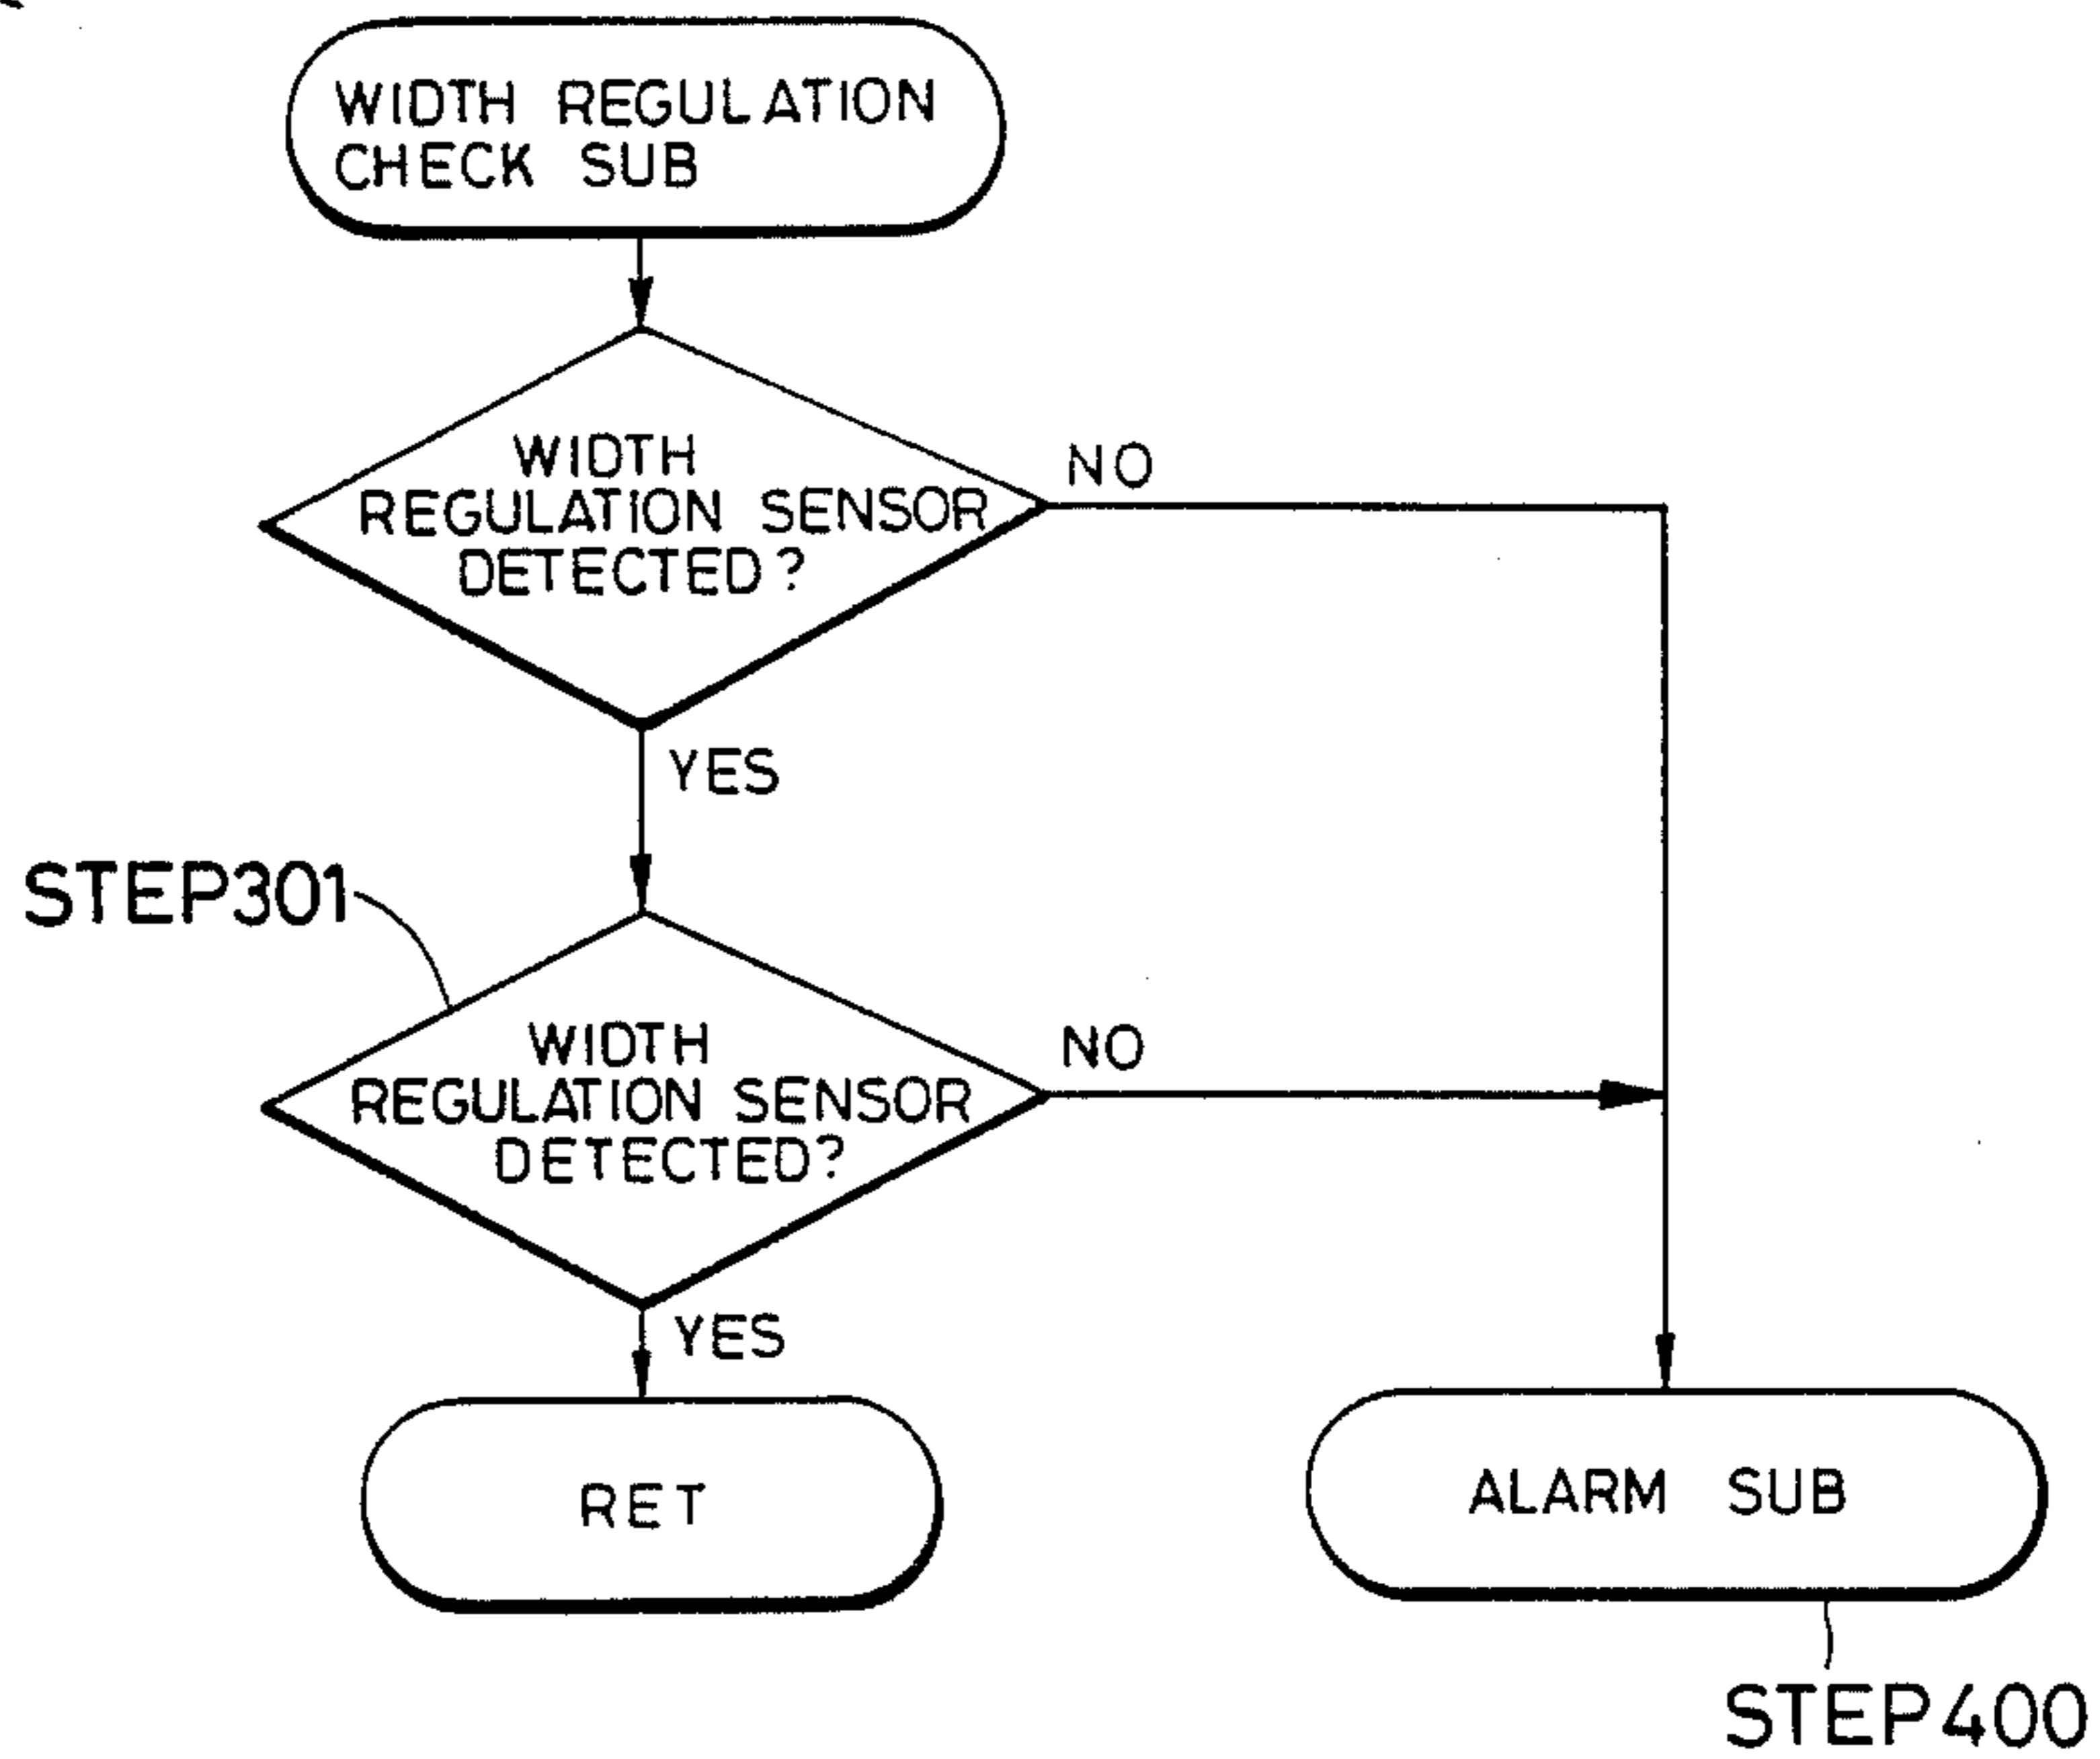 WIDTH REGULATION
CHECK SUB
WIDTH
REGULATION SENSOR
DETECTED?
NO
YES
STEP301
WIDTH
REGULATION SENSOR
DETECTED?
NO
YES
RET
ALARM SUB
STEP400